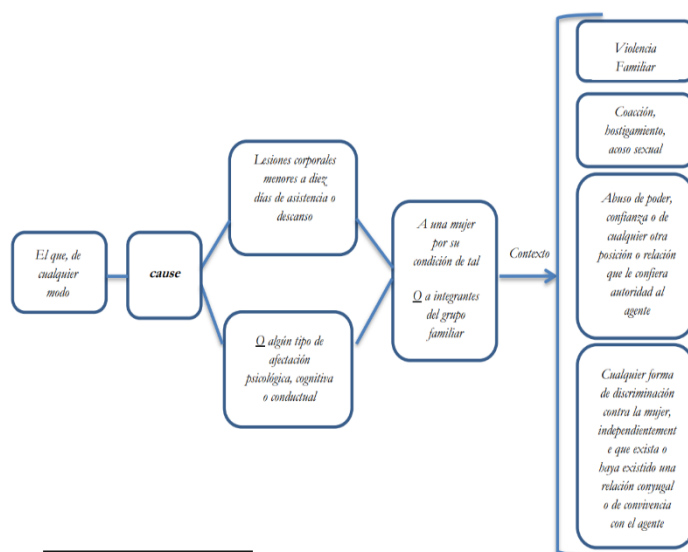 El que, de
cualquier
modo
cause
Lesiones corporales
menores a diez
días de asistencia o
descanso
O algún tipo de
afectación
psicológica, cognitiva
o conductual
A una mujer
por su
condición de tal
O a integrantes
del grupo
familiar
Contexto
Violencia
Familiar
Coacción,
hostigamiento,
acoso sexual
Abuso de poder,
confianza o de
cualquier otra
posición o relación
que le confiera
autoridad al
agente
Cualquier forma
de discriminación
contra la mujer,
independientement
e que exista o
haya existido una
relación conyugal
o de convivencia
con el agente